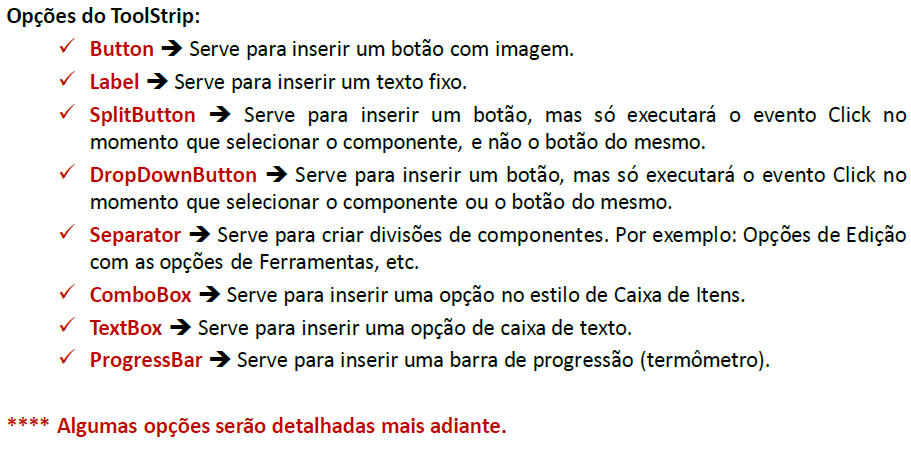 Opções do ToolStrip:
✓ Button ➔ Serve para inserir um botão com imagem.
✓ Label ➔ Serve para inserir um texto fixo.
✓ SplitButton ➔ Serve para inserir um botão, mas só executará o evento Click no
momento que selecionar o componente, e não o botão do mesmo.
✓ DropDownButton ➔ Serve para inserir um botão, mas só executará o evento Click no
momento que selecionar o componente ou o botão do mesmo.
✓ Separator ➔ Serve para criar divisões de componentes. Por exemplo: Opções de Edição
com as opções de Ferramentas, etc.
✓ ComboBox ➔ Serve para inserir uma opção no estilo de Caixa de Itens.
✓ TextBox ➔ Serve para inserir uma opção de caixa de texto.
✓ ProgressBar ➔ Serve para inserir uma barra de progressão (termômetro).
**** Algumas opções serão detalhadas mais adiante.